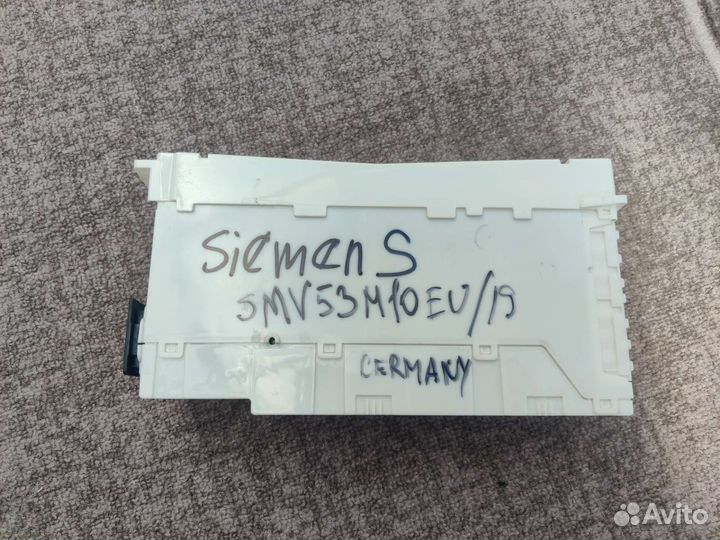 SiemenS
SMV53M10EU/19
GERMANY
Avito